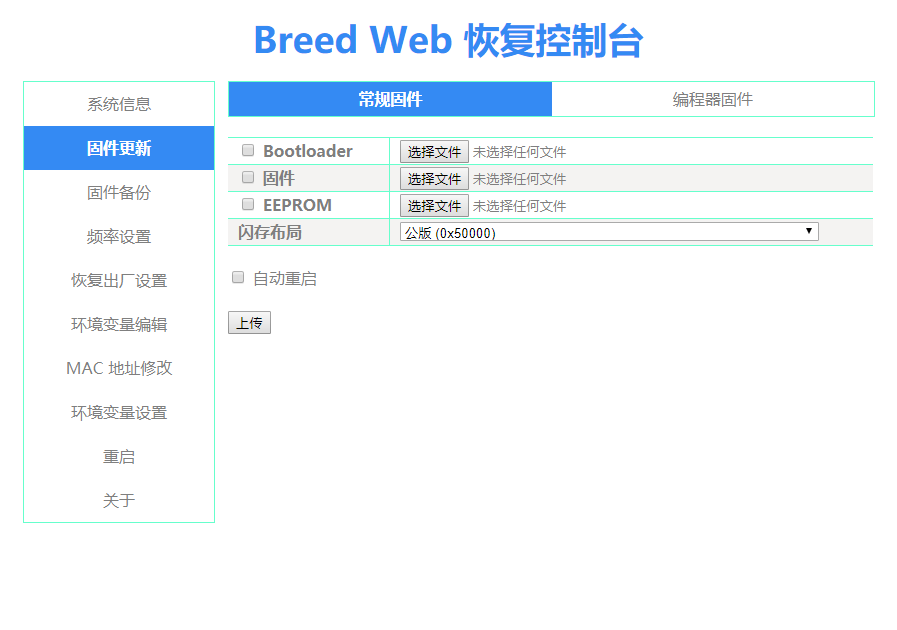 Breed Web 恢复控制台
系统信息
固件更新
固件备份
频率设置
恢复出厂设置
环境变量编辑
MAC 地址修改
环境变量设置
重启
关于
常规固件 编程器固件
Bootloader 选择文件 未选择任何文件
固件 选择文件 未选择任何文件
EEPROM 选择文件 未选择任何文件
闪存布局 公版 (0x50000)
自动重启
上传